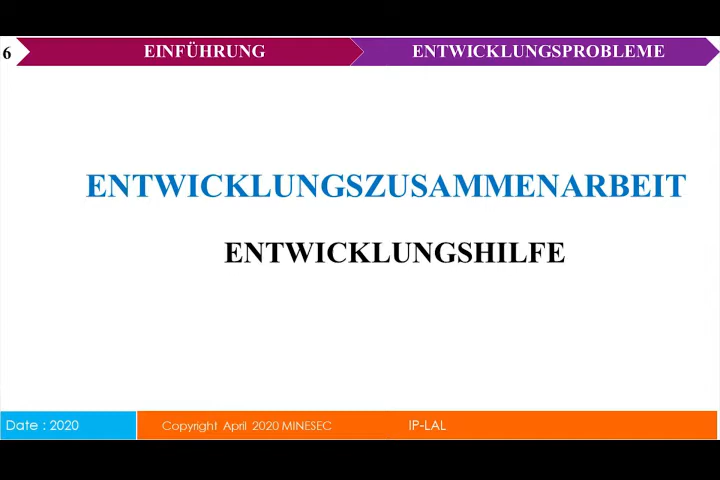 6
EINFÜHRUNG
ENTWICKLUNGSPROBLEME
ENTWICKLUNGSZUSAMMENARBEIT
ENTWICKLUNGSHILFE
Date : 2020
Copyright April 2020 MINESEC
IP-LAL